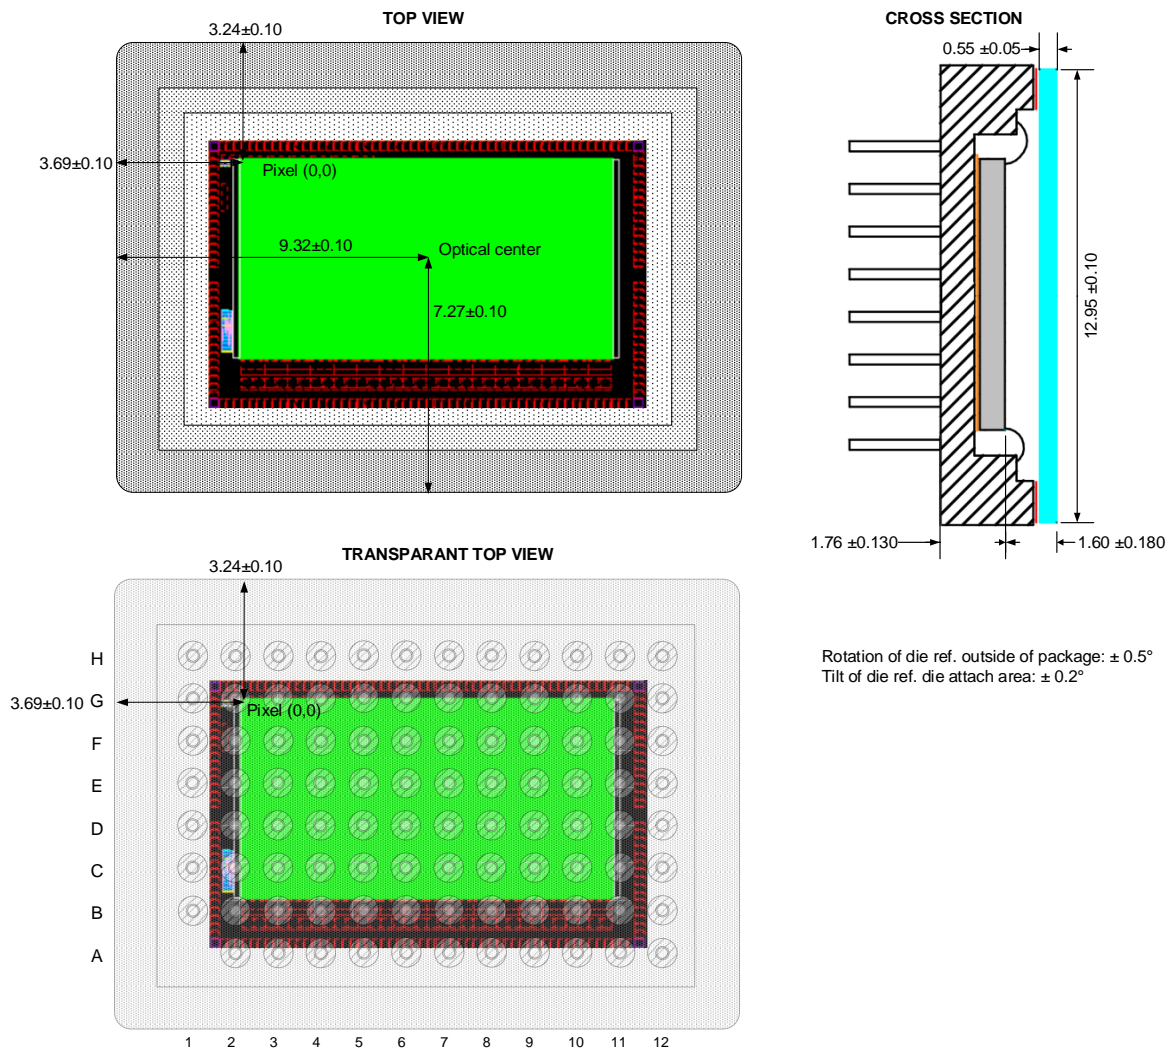 TOP VIEW
3.24±0.10
3.69±0.10
Pixel (0,0)
9.32±0.10
Optical center
7.27±0.10
CROSS SECTION
0.55 ±0.05
12.95 ±0.10
1.76 ±0.130
1.60 ±0.180
TRANSPARANT TOP VIEW
3.24±0.10
H
3.69±0.10
G
Pixel (0,0)
F
E
D
C
B
A
1 2 3 4 5 6 7 8 9 10 11 12
Rotation of die ref. outside of package: ± 0.5°
Tilt of die ref. die attach area: ± 0.2°